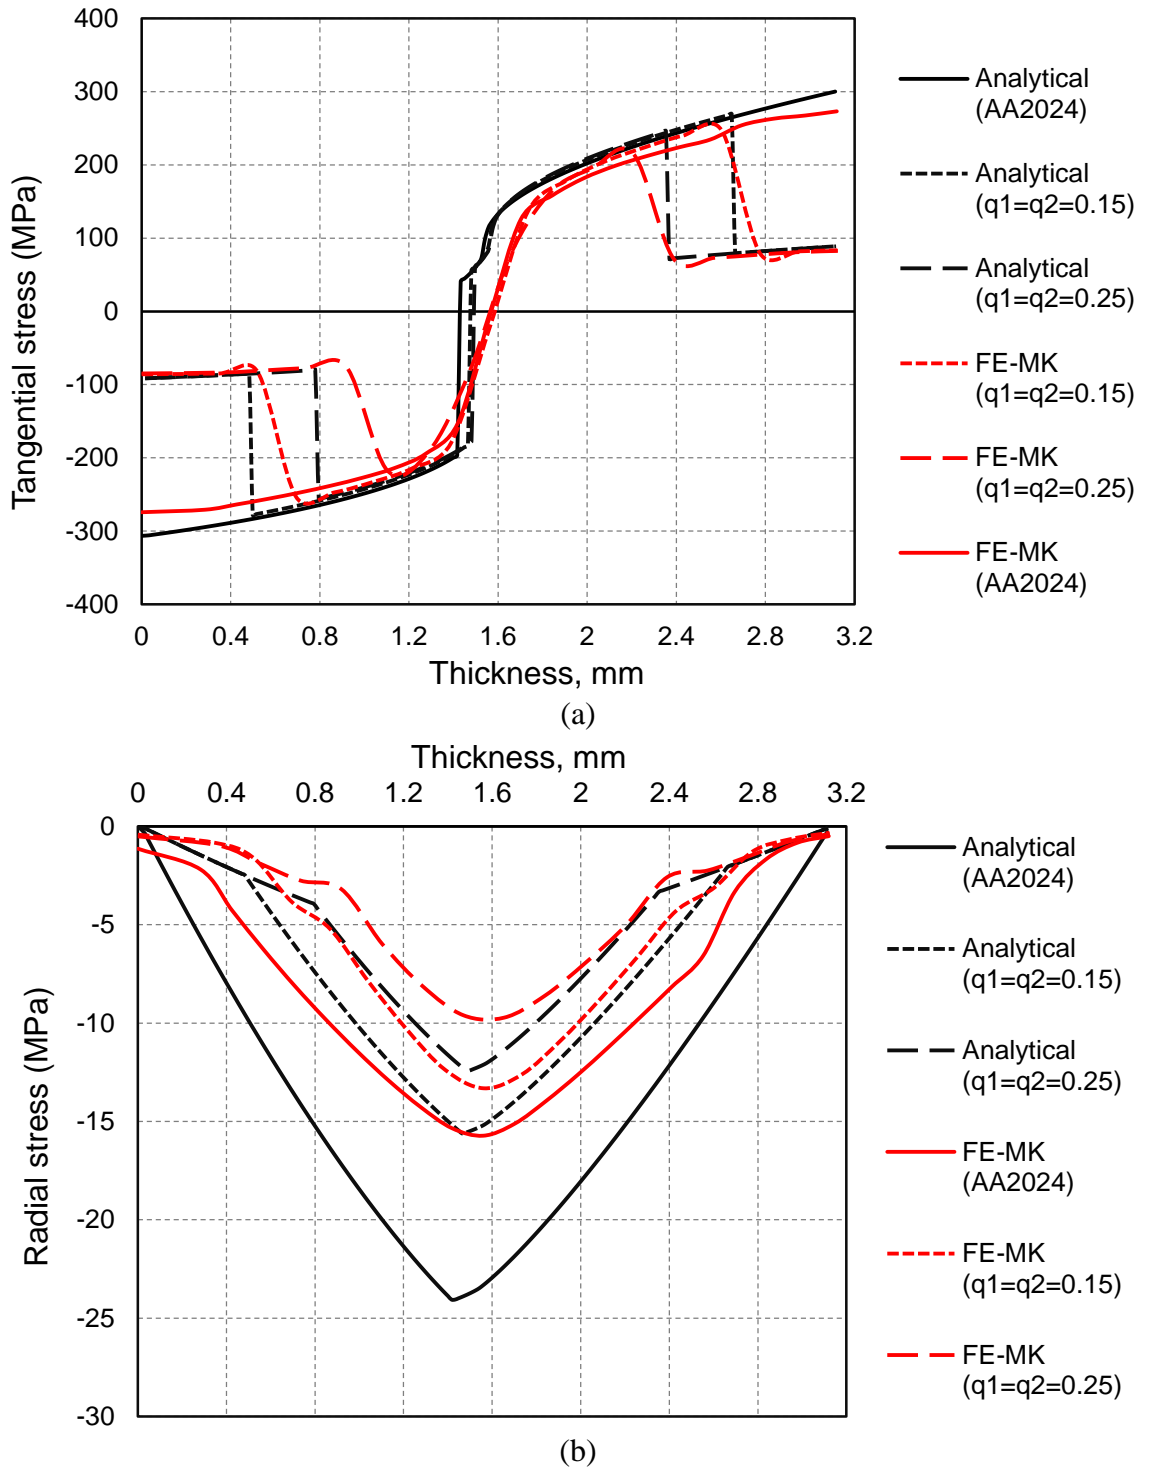 400
300
200
100
0
-100
-200
-300
-400
Tangential stress (MPa)
0 0.4 0.8 1.2 1.6 2 2.4 2.8 3.2
Thickness, mm
Analytical
(AA2024)
Analytical
(q1=q2=0.15)
Analytical
(q1=q2=0.25)
FE-MK
(q1=q2=0.15)
FE-MK
(q1=q2=0.25)
FE-MK
(AA2024)
(a)
Thickness, mm
0 0.4 0.8 1.2 1.6 2 2.4 2.8 3.2
0
-5
-10
-15
-20
-25
-30
Radial stress (MPa)
Analytical
(AA2024)
Analytical
(q1=q2=0.15)
Analytical
(q1=q2=0.25)
FE-MK
(AA2024)
FE-MK
(q1=q2=0.15)
FE-MK
(q1=q2=0.25)
(b)